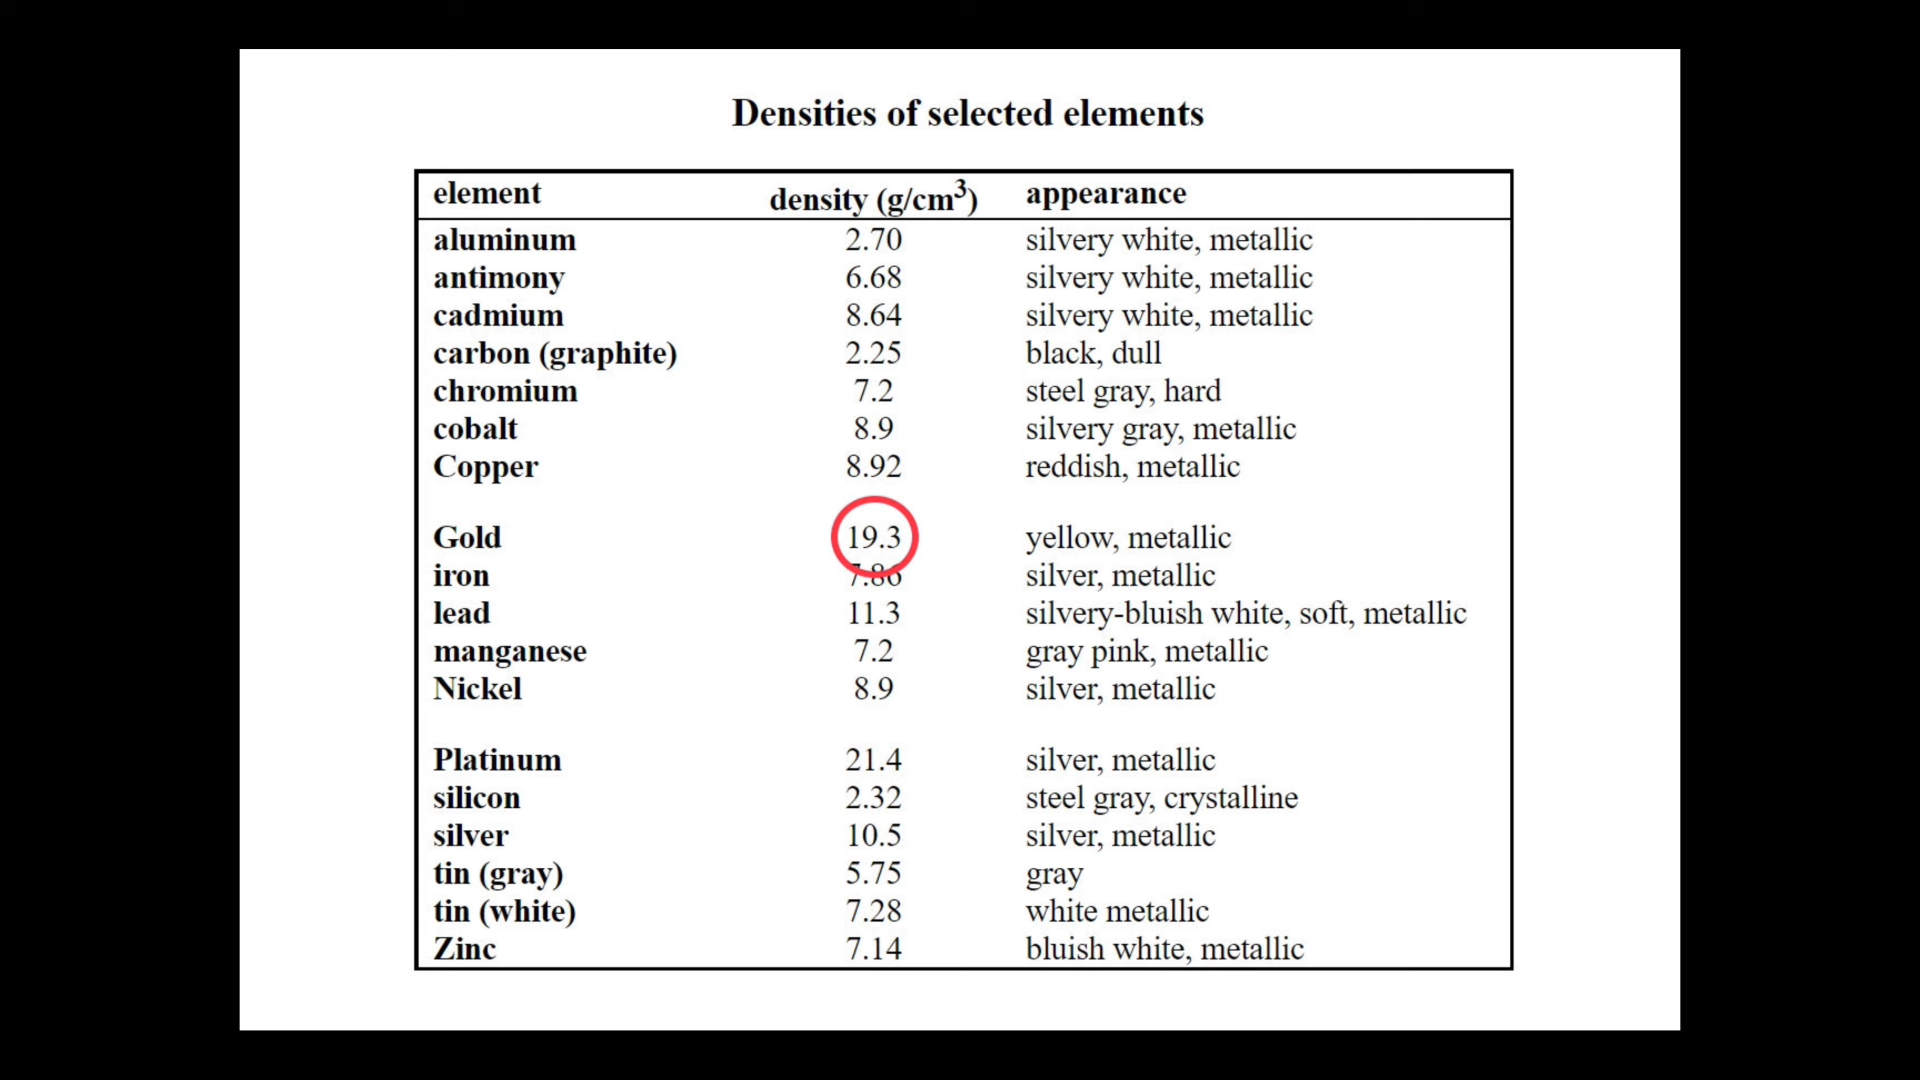 Densities of selected elements
element density (g/cm³) appearance
aluminum 2.70 silvery white, metallic
antimony 6.68 silvery white, metallic
cadmium 8.64 silvery white, metallic
carbon (graphite) 2.25 black, dull
chromium 7.2 steel gray, hard
cobalt 8.9 silvery gray, metallic
Copper 8.92 reddish, metallic
Gold 19.3 yellow, metallic
iron 7.86 silver, metallic
lead 11.3 silvery-bluish white, soft, metallic
manganese 7.2 gray pink, metallic
Nickel 8.9 silver, metallic
Platinum 21.4 silver, metallic
silicon 2.32 steel gray, crystalline
silver 10.5 silver, metallic
tin (gray) 5.75 gray
tin (white) 7.28 white metallic
Zinc 7.14 bluish white, metallic